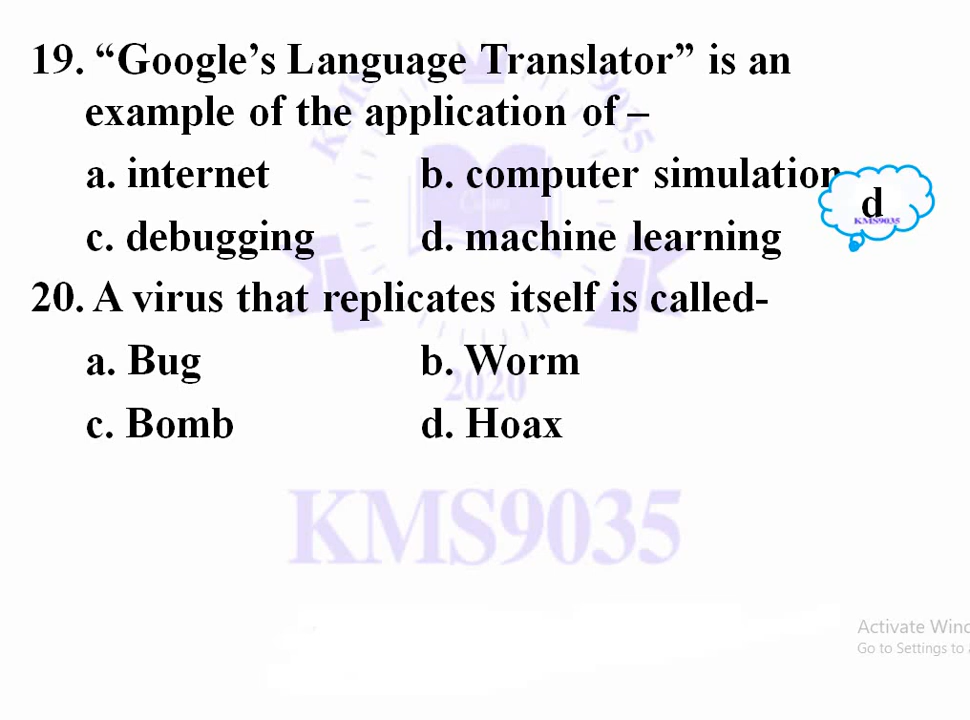 19. “Google’s Language Translator” is an
example of the application of –
a. internet b. computer simulation
d
KMS9035
c. debugging d. machine learning
20. A virus that replicates itself is called-
a. Bug b. Worm
2020
c. Bomb d. Hoax
KMS9035
Activate Wind
Go to Settings to